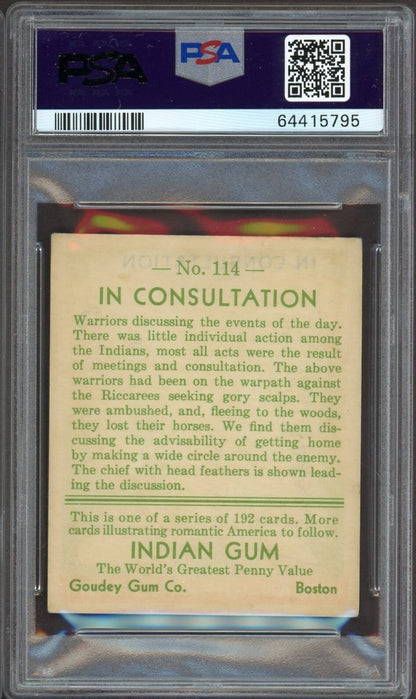 PSA
PSA
64415795
IN CONSULTATION
— No. 114 —
IN CONSULTATION
Warriors discussing the events of the day.
There was little individual action among
the Indians, most all acts were the result
of meetings and consultation. The above
warriors had been on the warpath against
the Riccarees seeking gory scalps. They
were ambushed, and, fleeing to the woods,
they lost their horses. We find them dis-
cussing the advisability of getting home
by making a wide circle around the enemy.
The chief with head feathers is shown lead-
ing the discussion.
This is one of a series of 192 cards. More
cards illustrating romantic America to follow.
INDIAN GUM
The World's Greatest Penny Value
Goudey Gum Co. Boston